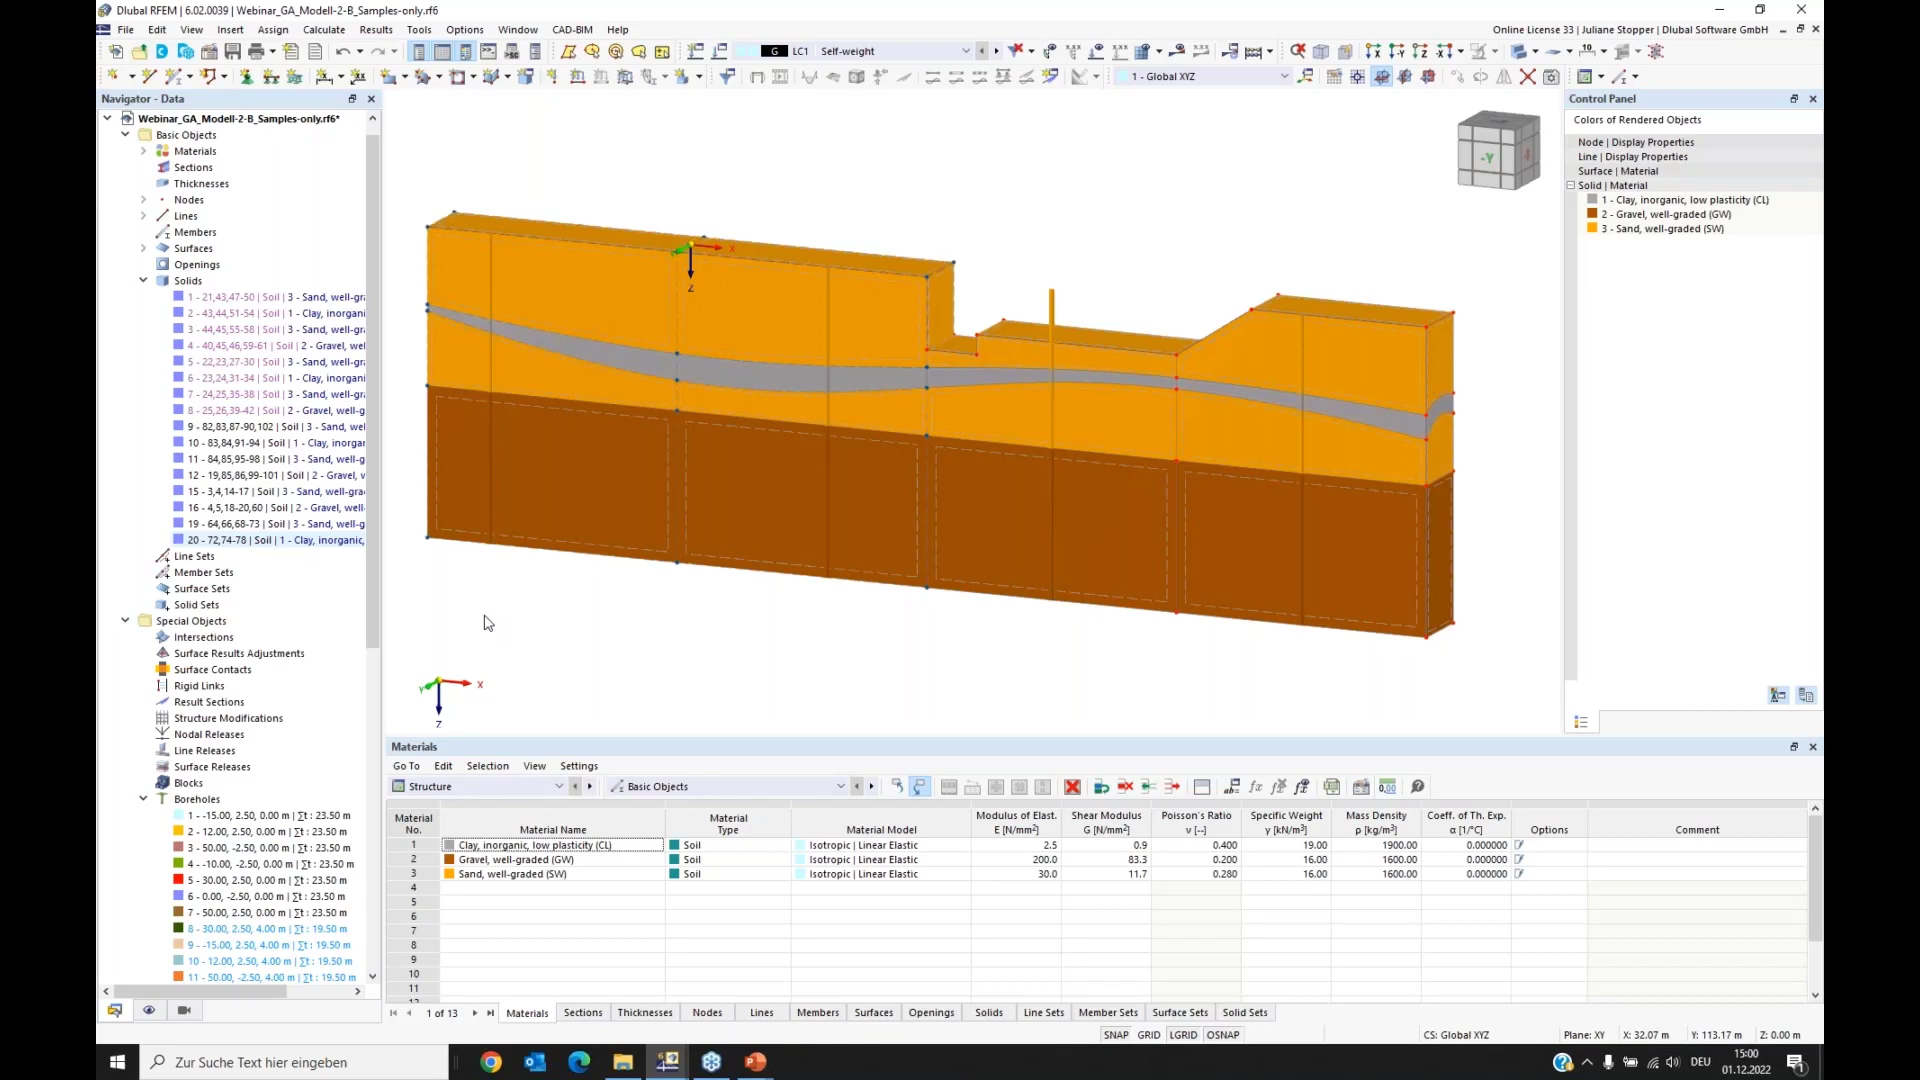 Dlubal RFEM | 6.02.0039 | Webinar_GA_Modell-2-B_Samples-only.rf6*
File Edit View Insert Assign Calculate Results Tools Options Window CAD-BIM Help
Online License 33 | Juliane Stopper | Dlubal Software GmbH
G LC1 Self-weight
1 - Global XYZ
Navigator - Data
Webinar_GA_Modell-2-B_Samples-only.rf6*
Basic Objects
Materials
Sections
Thicknesses
Nodes
Lines
Members
Surfaces
Openings
Solids
1 - 21,43,47-50 | Soil | 3 - Sand, well-gra
2 - 43,44,51-54 | Soil | 1 - Clay, inorgani
3 - 44,45,55-58 | Soil | 3 - Sand, well-gra
4 - 40,45,46,59-61 | Soil | 2 - Gravel, wel
5 - 22,23,27-30 | Soil | 3 - Sand, well-gra
6 - 23,24,31-34 | Soil | 1 - Clay, inorgani
7 - 24,25,35-38 | Soil | 3 - Sand, well-gra
8 - 25,26,39-42 | Soil | 2 - Gravel, well-g
9 - 82,83,87-90,102 | Soil | 3 - Sand, wel
10 - 83,84,91-94 | Soil | 1 - Clay, inorgar
11 - 84,85,95-98 | Soil | 3 - Sand, well-g
12 - 19,85,86,99-101 | Soil | 2 - Gravel, v
15 - 3,4,14-17 | Soil | 3 - Sand, well-gra
16 - 4,5,18-20,60 | Soil | 2 - Gravel, well
19 - 64,66,68-73 | Soil | 3 - Sand, well-g
20 - 72,74-78 | Soil | 1 - Clay, inorganic,
Line Sets
Member Sets
Surface Sets
Solid Sets
Special Objects
Intersections
Surface Results Adjustments
Surface Contacts
Rigid Links
Result Sections
Structure Modifications
Nodal Releases
Line Releases
Surface Releases
Blocks
Boreholes
1 - -15.00, 2.50, 0.00 m | ∑t : 23.50 m
2 - 12.00, 2.50, 0.00 m | ∑t : 23.50 m
3 - 50.00, -2.50, 0.00 m | ∑t : 23.50 m
4 - -10.00, -2.50, 0.00 m | ∑t : 23.50 m
5 - 30.00, 2.50, 0.00 m | ∑t : 23.50 m
6 - 0.00, -2.50, 0.00 m | ∑t : 23.50 m
7 - 50.00, 2.50, 0.00 m | ∑t : 23.50 m
8 - 30.00, 2.50, 4.00 m | ∑t : 19.50 m
9 - -15.00, 2.50, 4.00 m | ∑t : 19.50 m
10 - 12.00, 2.50, 4.00 m | ∑t : 19.50 m
11 - 50.00, -2.50, 4.00 m | ∑t : 19.50 m
X
Z
-Y
Y
X
Z
Control Panel
Colors of Rendered Objects
Node | Display Properties
Line | Display Properties
Surface | Material
Solid | Material
1 - Clay, inorganic, low plasticity (CL)
2 - Gravel, well-graded (GW)
3 - Sand, well-graded (SW)
Materials
Go To Edit Selection View Settings
Structure Basic Objects
Material No. Material Name Material Type Material Model Modulus of Elast. E [N/mm²] Shear Modulus G [N/mm²] Poisson's Ratio ν [--] Specific Weight γ [kN/m³] Mass Density ρ [kg/m³] Coeff. of Th. Exp. α [1/°C] Options Comment
1 Clay, inorganic, low plasticity (CL) Soil Isotropic | Linear Elastic 2.5 0.9 0.400 19.00 1900.00 0.000000
2 Gravel, well-graded (GW) Soil Isotropic | Linear Elastic 200.0 83.3 0.200 16.00 1600.00 0.000000
3 Sand, well-graded (SW) Soil Isotropic | Linear Elastic 30.0 11.7 0.280 16.00 1600.00 0.000000
4
5
6
7
8
9
10
11
12
1 of 13 Materials Sections Thicknesses Nodes Lines Members Surfaces Openings Solids Line Sets Member Sets Surface Sets Solid Sets
SNAP GRID LGRID OSNAP CS: Global XYZ Plane: XY X: 32.07 m Y: 113.17 m Z: 0.00 m
Zur Suche Text hier eingeben
DEU
15:00
01.12.2022